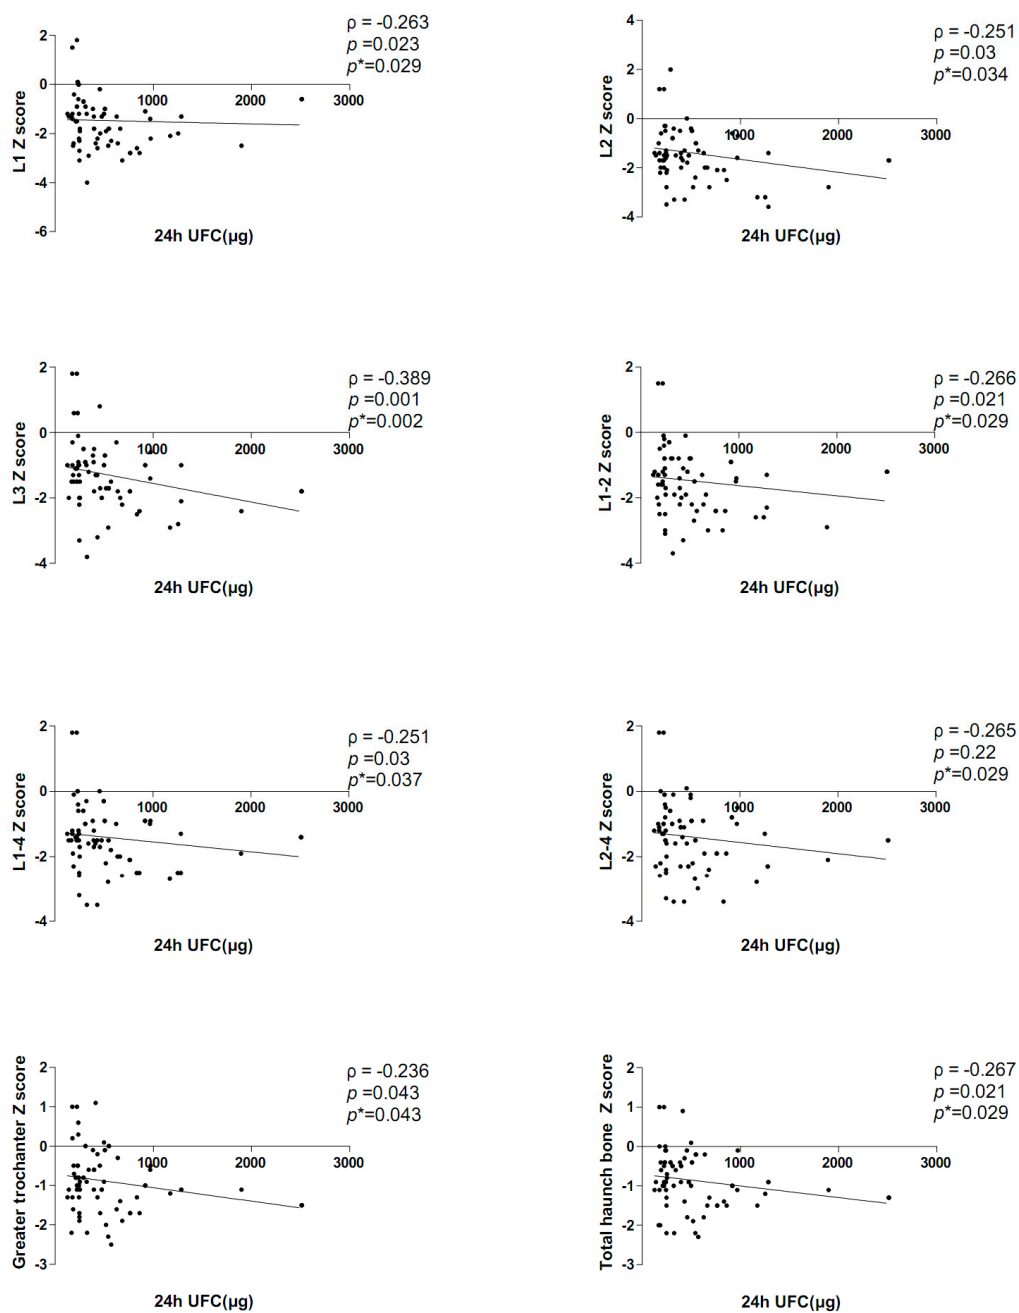 ρ = -0.263
p =0.023
p*=0.029
2
0
-2
-4
-6
1000 2000 3000
L1 Z score
24h UFC(μg)
ρ = -0.251
p =0.03
p*=0.034
4
2
0
-2
-4
1000 2000 3000
L2 Z score
24h UFC(μg)
ρ = -0.389
p =0.001
p*=0.002
2
0
-2
-4
1000 2000 3000
L3 Z score
24h UFC(μg)
ρ = -0.266
p =0.021
p*=0.029
2
0
-2
-4
1000 2000 3000
L1-2 Z score
24h UFC(μg)
ρ = -0.251
p =0.03
p*=0.037
2
0
-2
-4
1000 2000 3000
L1-4 Z score
24h UFC(μg)
ρ = -0.265
p =0.22
p*=0.029
2
0
-2
-4
1000 2000 3000
L2-4 Z score
24h UFC(μg)
ρ = -0.236
p =0.043
p*=0.043
2
1
0
-1
-2
-3
1000 2000 3000
Greater trochanter Z score
24h UFC(μg)
ρ = -0.267
p =0.021
p*=0.029
2
1
0
-1
-2
-3
1000 2000 3000
Total haunch bone Z score
24h UFC(μg)